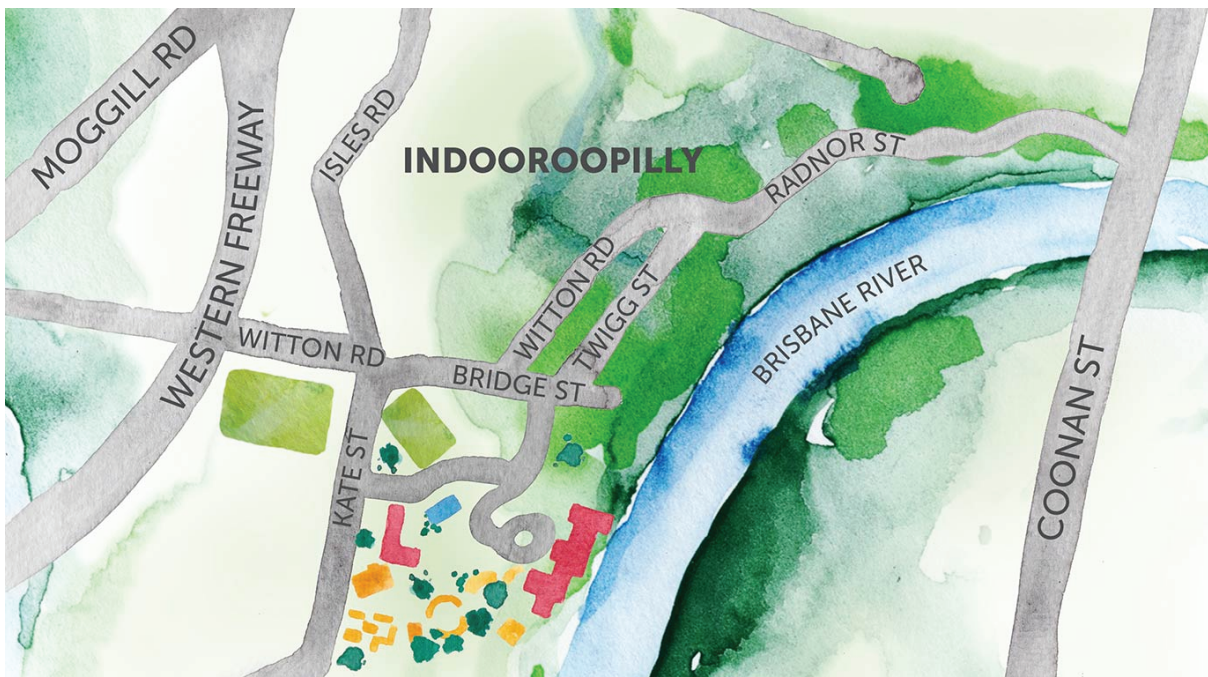 MOGGILL RD
WESTERN FREEWAY
ISLES RD
INDOOROOPILLY
RADNOR ST
WITTON RD
TWIGG ST
BRISBANE RIVER
WITTON RD
BRIDGE ST
KATE ST
COONAN ST